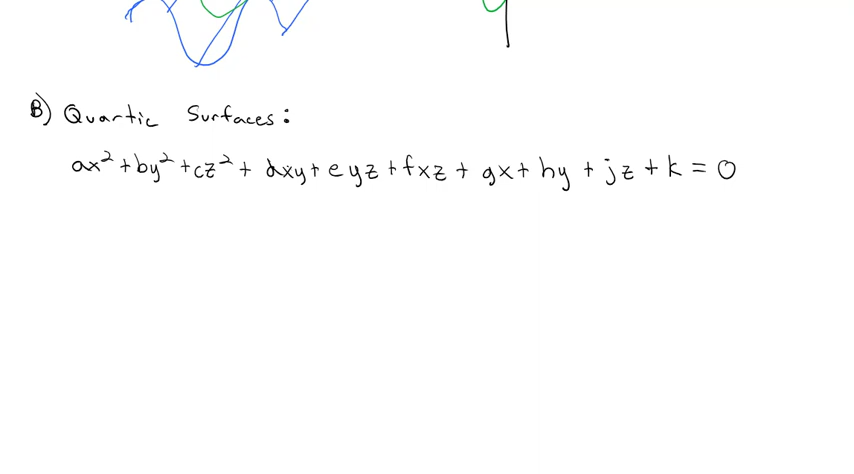 B) Quartic Surfaces:
ax² + by² + cz² + dxy + eyz + fxz + gx + hy + jz + k = 0